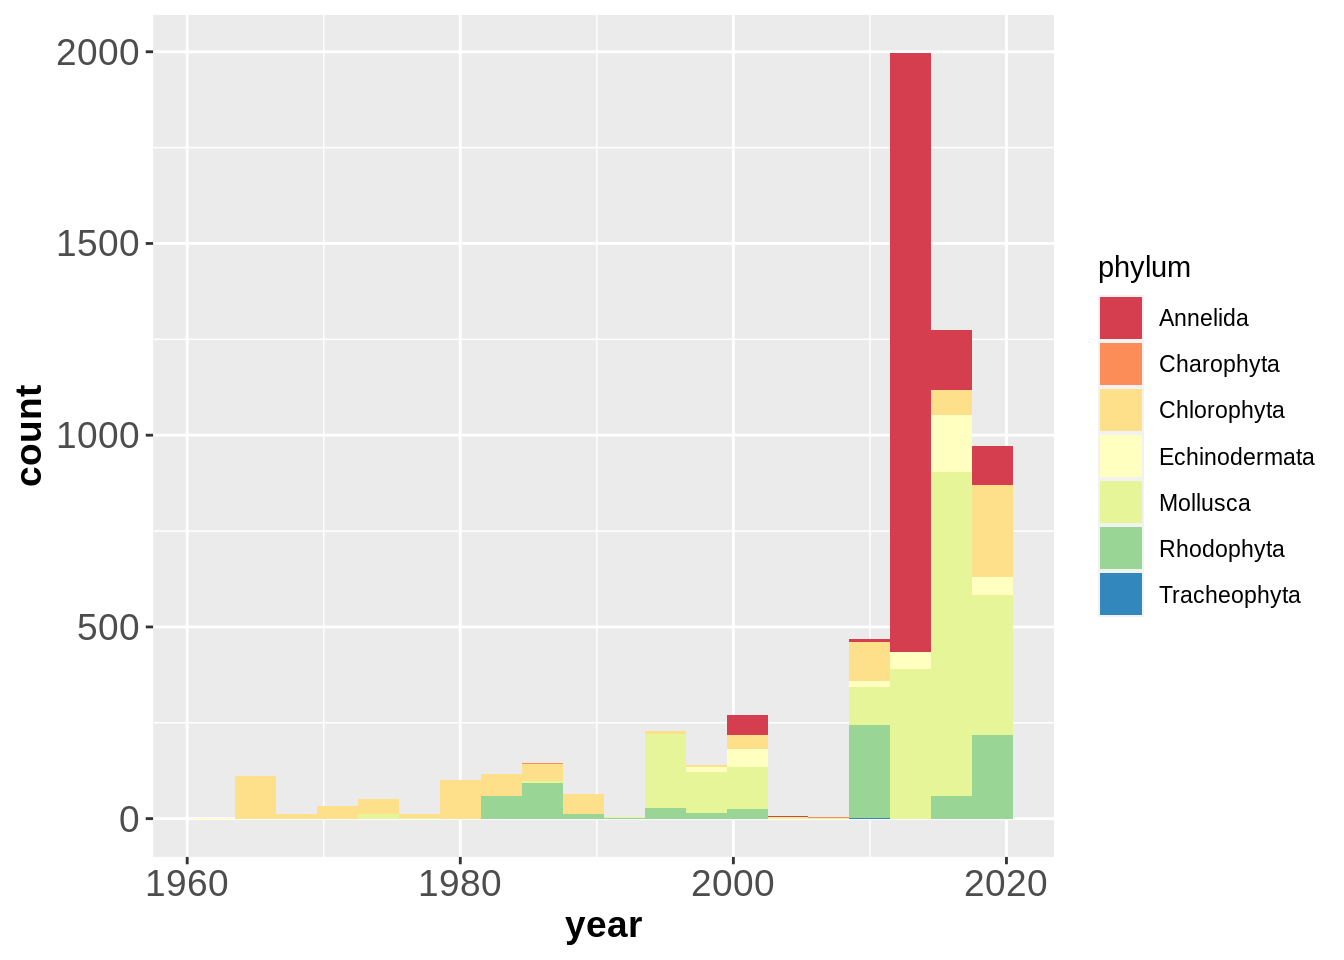 2000
1500
1000
500
0
count
1960 1980 2000 2020
year
phylum
Annelida
Charophyta
Chlorophyta
Echinodermata
Mollusca
Rhodophyta
Tracheophyta